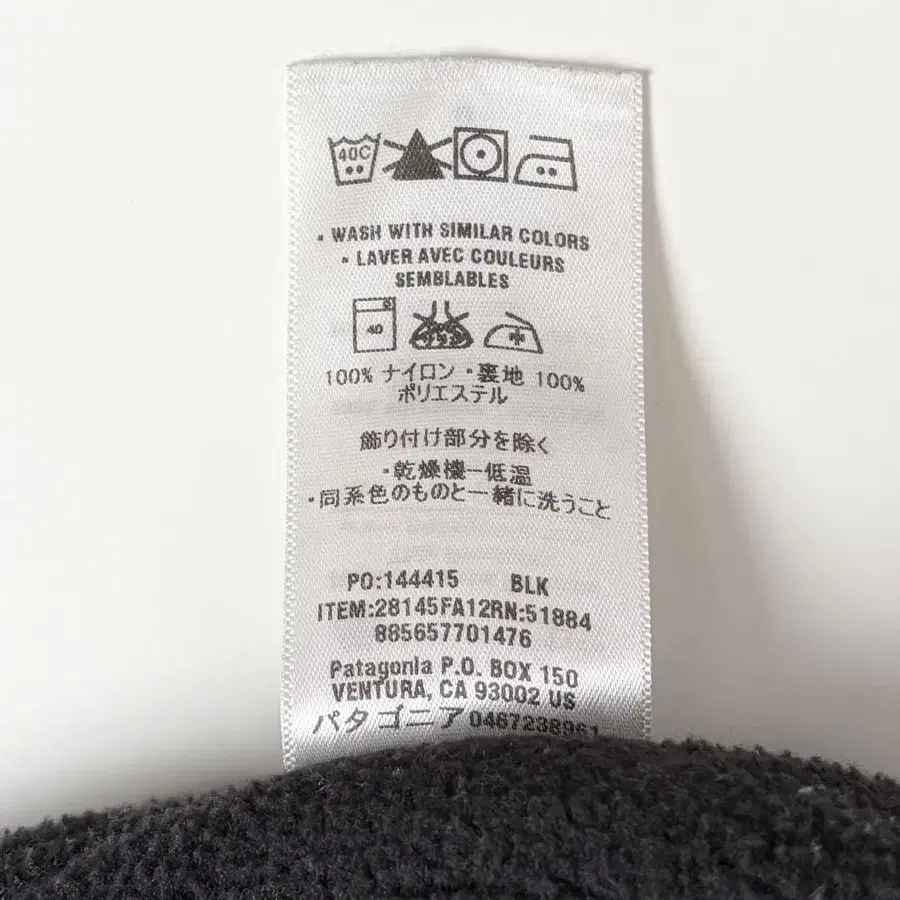 40C
· WASH WITH SIMILAR COLORS
· LAVER AVEC COULEURS
SEMBLABLES
40
中
100% ナイロン・裏地 100%
ポリエステル
飾り付け部分を除く
・乾燥機ー低温
・同系色のものと一緒に洗うこと
PO:144415 BLK
ITEM:28145FA12RN:51884
885657701476
Patagonia P.O. BOX 150
VENTURA, CA 93002 US
パタゴニア 0467238961